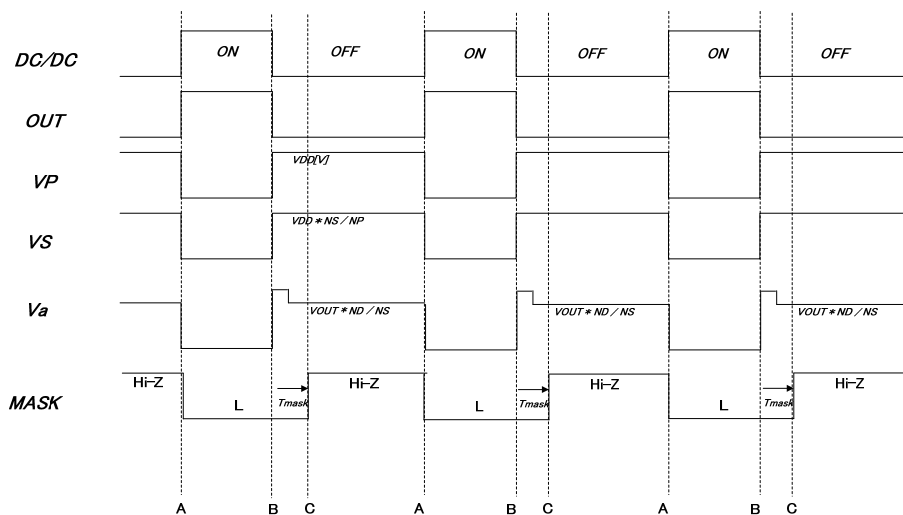 DC/DC ON OFF ON OFF ON OFF
OUT
VP VDD[V]
VS VDD*NS/NP
Va VOUT*ND/NS VOUT*ND/NS VOUT*ND/NS
Hi-Z Hi-Z Hi-Z Hi-Z
MASK L Tmask L Tmask L Tmask
A B C A B C A B C